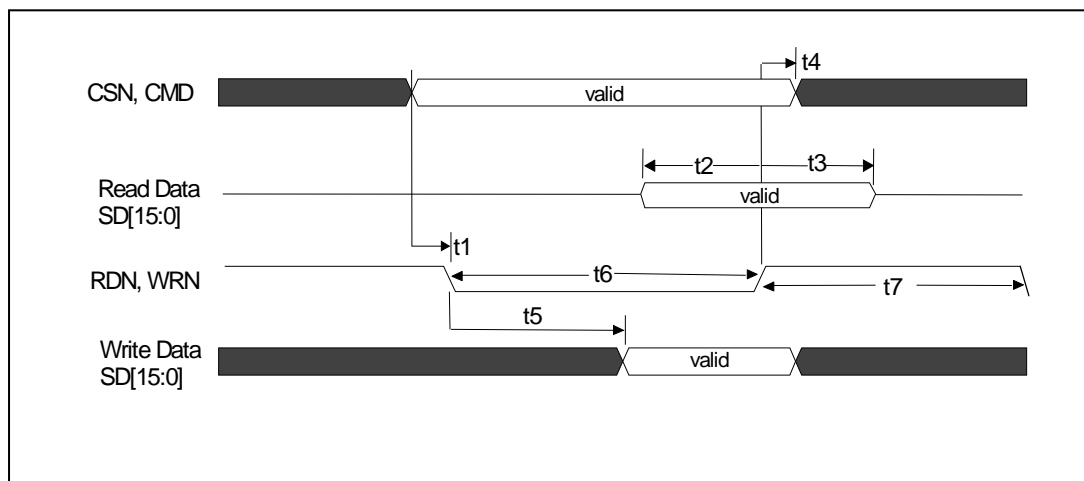 t4
CSN, CMD
valid
t2
t3
Read Data
SD[15:0]
valid
t1
RDN, WRN
t6
t7
t5
Write Data
SD[15:0]
valid